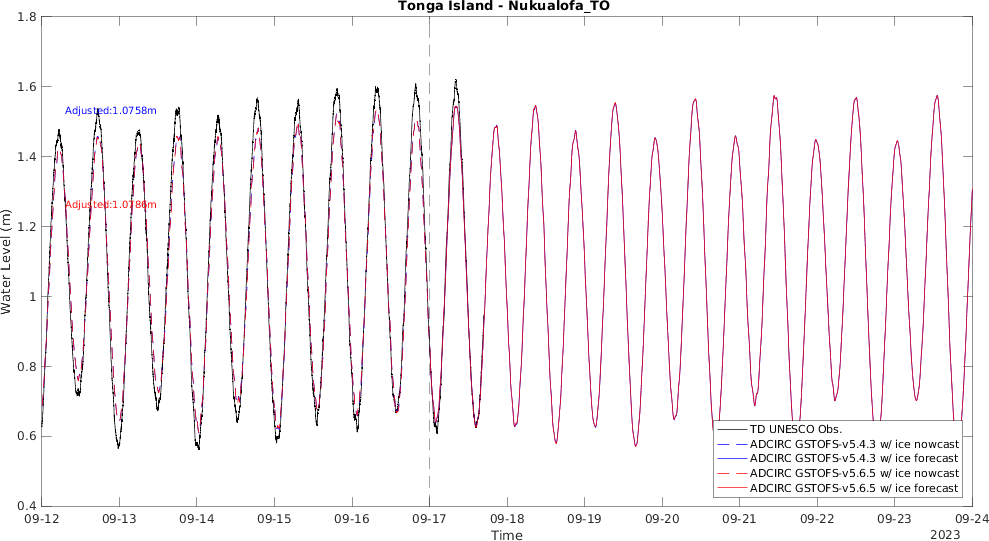 Tonga Island - Nukualofa_TO
1.8
1.6
1.4
1.2
1
0.8
0.6
0.4
Water Level (m)
Adjusted:1.0758m
Adjusted:1.0786m
TD UNESCO Obs.
ADCIRC GSTOFS-v5.4.3 w/ ice nowcast
ADCIRC GSTOFS-v5.4.3 w/ ice forecast
ADCIRC GSTOFS-v5.6.5 w/ ice nowcast
ADCIRC GSTOFS-v5.6.5 w/ ice forecast
09-12 09-13 09-14 09-15 09-16 09-17 09-18 09-19 09-20 09-21 09-22 09-23 09-24
Time
2023